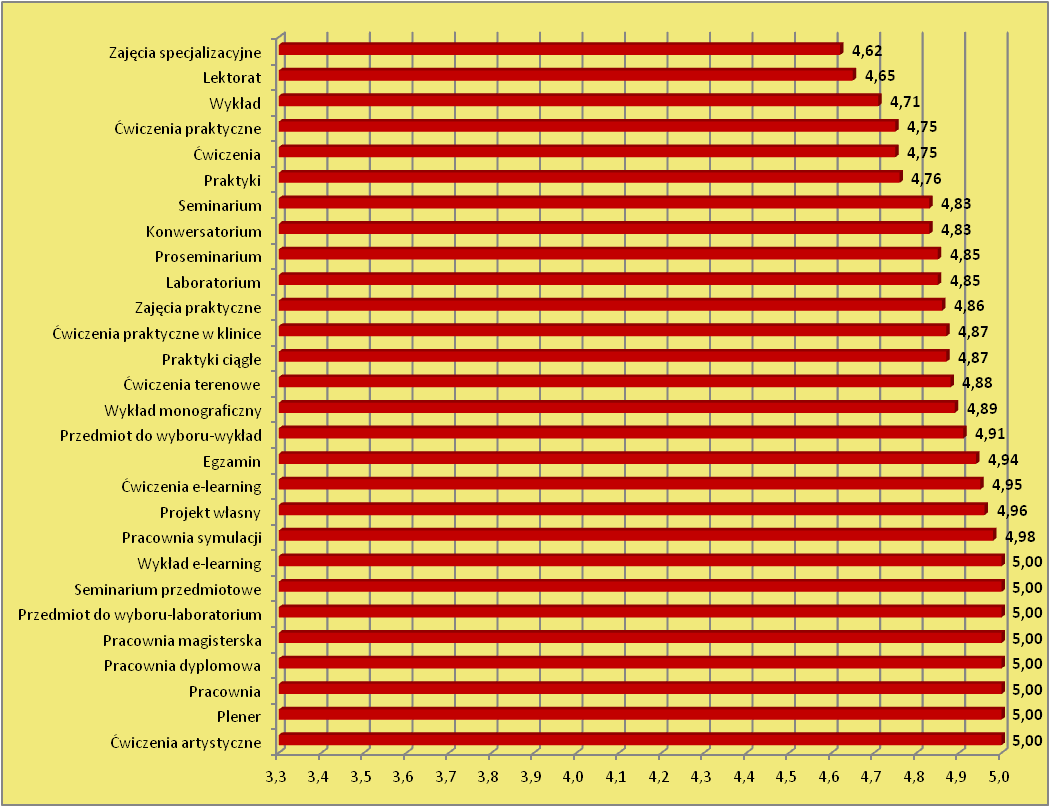 Zajęcia specjalizacyjne 4,62
Lektorat 4,65
Wykład 4,71
Ćwiczenia praktyczne 4,75
Ćwiczenia 4,75
Praktyki 4,76
Seminarium 4,83
Konwersatorium 4,83
Proseminarium 4,85
Laboratorium 4,85
Zajęcia praktyczne 4,86
Ćwiczenia praktyczne w klinice 4,87
Praktyki ciągle 4,87
Ćwiczenia terenowe 4,88
Wykład monograficzny 4,89
Przedmiot do wyboru-wykład 4,91
Egzamin 4,94
Ćwiczenia e-learning 4,95
Projekt własny 4,96
Pracownia symulacji 4,98
Wykład e-learning 5,00
Seminarium przedmiotowe 5,00
Przedmiot do wyboru-laboratorium 5,00
Pracownia magisterska 5,00
Pracownia dyplomowa 5,00
Pracownia 5,00
Plener 5,00
Ćwiczenia artystyczne 5,00
3,3 3,4 3,5 3,6 3,7 3,8 3,9 4,0 4,1 4,2 4,3 4,4 4,5 4,6 4,7 4,8 4,9 5,0